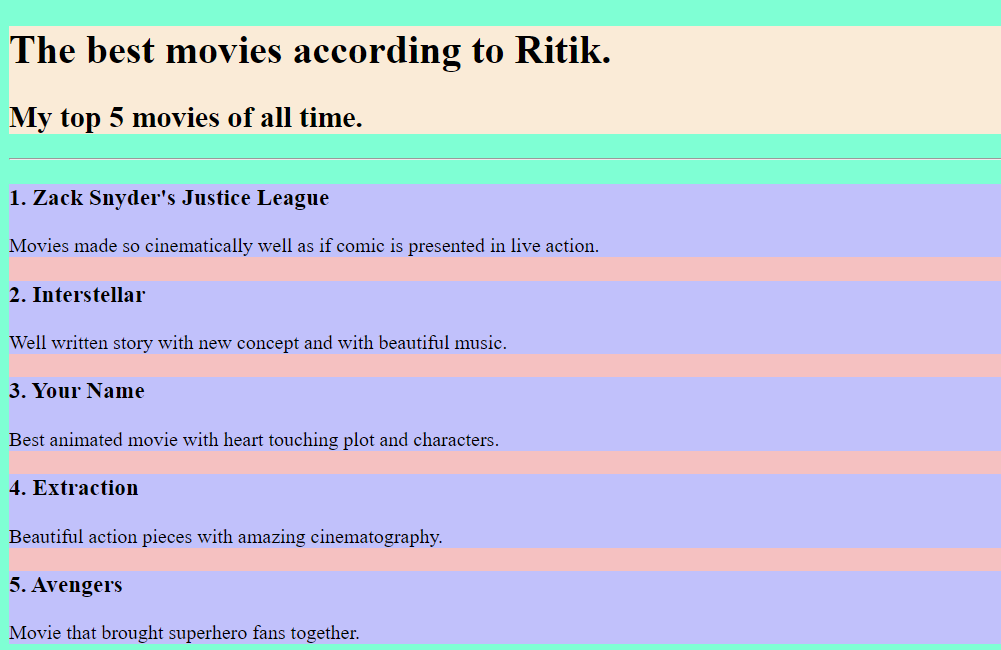 The best movies according to Ritik.
My top 5 movies of all time.
1. Zack Snyder's Justice League
Movies made so cinematically well as if comic is presented in live action.
2. Interstellar
Well written story with new concept and with beautiful music.
3. Your Name
Best animated movie with heart touching plot and characters.
4. Extraction
Beautiful action pieces with amazing cinematography.
5. Avengers
Movie that brought superhero fans together.